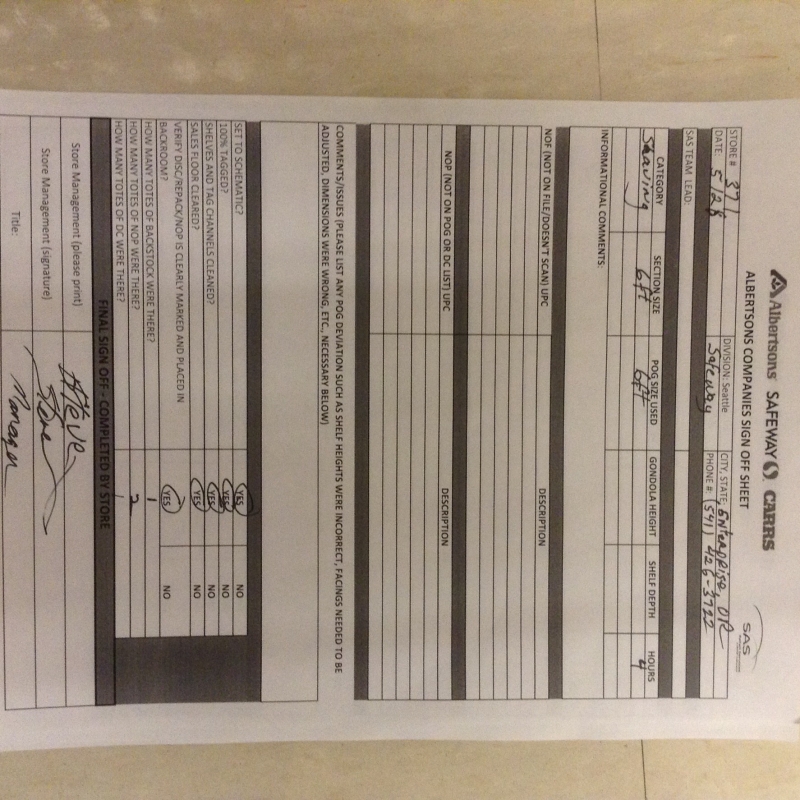 Albertsons SAFEWAY CARRS
SAS
ALBERTSONS COMPANIES SIGN OFF SHEET
STORE # 371 DIVISION: Seattle CITY, STATE: Enterprise, OR
DATE: 5/28 Safeway PHONE #: (541) 426-3722
SAS TEAM LEAD:
CATEGORY SECTION SIZE POG SIZE USED GONDOLA HEIGHT SHELF DEPTH HOURS
Shaving 6ft 6ft 4
INFORMATIONAL COMMENTS:
NOF (NOT ON FILE/DOESN'T SCAN) UPC DESCRIPTION
NOP (NOT ON POG OR DC LIST) UPC DESCRIPTION
COMMENTS/ISSUES (PLEASE LIST ANY POG DEVIATION SUCH AS SHELF HEIGHTS WERE INCORRECT, FACINGS NEEDED TO BE
ADJUSTED, DIMENSIONS WERE WRONG, ETC., NECESSARY BELOW)
SET TO SCHEMATIC? YES NO
100% TAGGED? YES NO
SHELVES AND TAG CHANNELS CLEANED? YES NO
SALES FLOOR CLEARED? YES NO
VERIFY DISC/REPACK/NOP IS CLEARLY MARKED AND PLACED IN
BACKROOM? YES NO
HOW MANY TOTES OF BACKSTOCK WERE THERE? 1
HOW MANY TOTES OF NOP WERE THERE? 2
HOW MANY TOTES OF DC WERE THERE? 1
FINAL SIGN OFF - COMPLETED BY STORE
Store Management (please print) Steve
Store Management (signature) Steve
Title: Manager